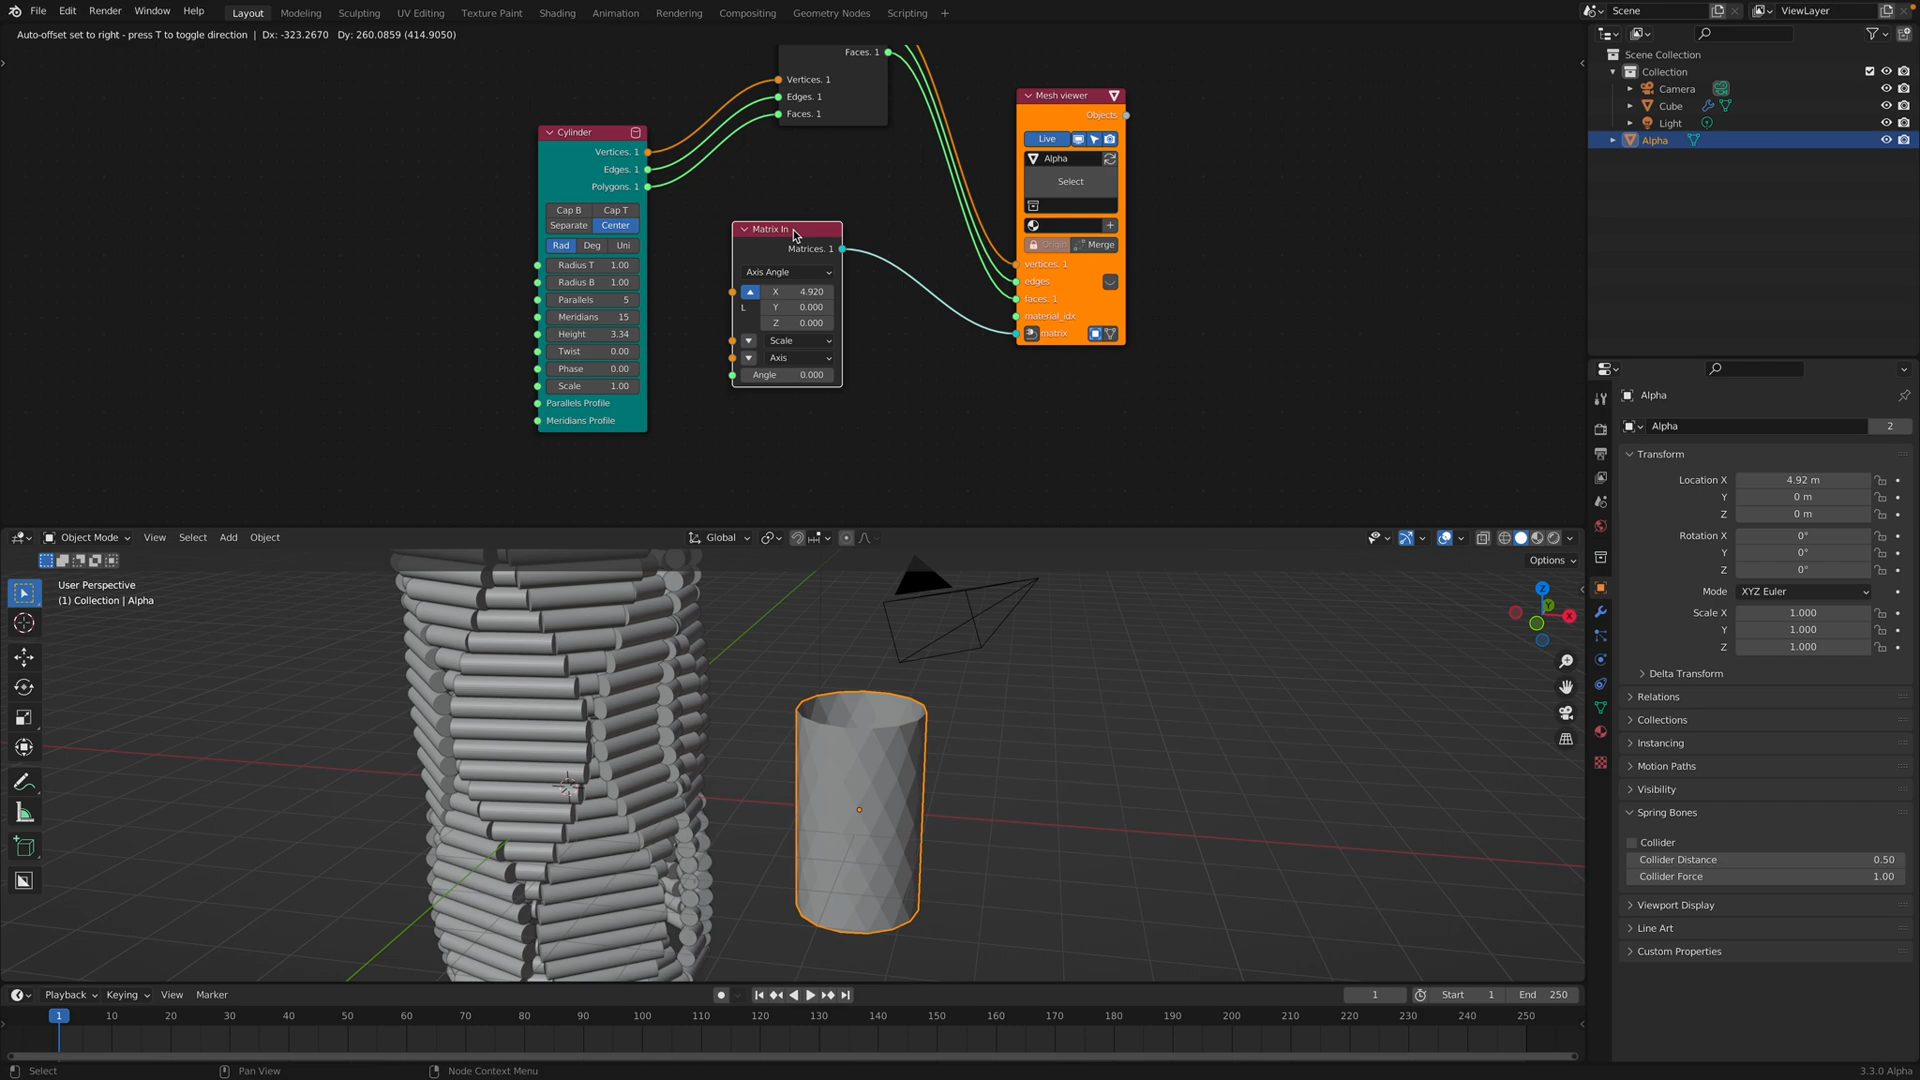 File Edit Render Window Help Layout Modeling Sculpting UV Editing Texture Paint Shading Animation Rendering Compositing Geometry Nodes Scripting + Scene ViewLayer
Auto-offset set to right - press T to toggle direction | Dx: -323.2670 Dy: 260.0859 (414.9050)
Faces. 1
Vertices. 1
Edges. 1
Faces. 1
Cylinder
Vertices. 1
Edges. 1
Polygons. 1
Cap B Cap T
Separate Center
Rad Deg Uni
Radius T 1.00
Radius B 1.00
Parallels 5
Meridians 15
Height 3.34
Twist 0.00
Phase 0.00
Scale 1.00
Parallels Profile
Meridians Profile
Matrix In
Matrices. 1
Axis Angle
X 4.920
L Y 0.000
Z 0.000
Scale
Axis
Angle 0.000
Mesh viewer
Objects
Live
Alpha
Select
Origin Merge
vertices. 1
edges
faces. 1
material_idx
matrix
Scene Collection
Collection
Camera
Cube
Light
Alpha
Alpha
Alpha 2
Transform
Location X 4.92 m
Y 0 m
Z 0 m
Rotation X 0°
Y 0°
Z 0°
Mode XYZ Euler
Scale X 1.000
Y 1.000
Z 1.000
Delta Transform
Relations
Collections
Instancing
Motion Paths
Visibility
Spring Bones
Collider
Collider Distance 0.50
Collider Force 1.00
Viewport Display
Line Art
Custom Properties
Object Mode View Select Add Object Global
Options
User Perspective
(1) Collection | Alpha
Z
Y
X
Playback Keying View Marker 1 Start 1 End 250
1 10 20 30 40 50 60 70 80 90 100 110 120 130 140 150 160 170 180 190 200 210 220 230 240 250
Select Pan View Node Context Menu 3.3.0 Alpha